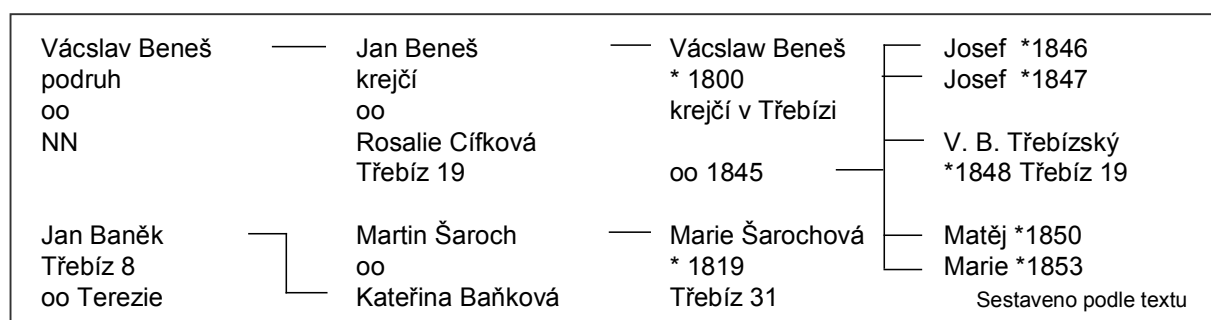 Vácslav Beneš Jan Beneš Vácslaw Beneš Josef *1846
podruh krejčí * 1800 Josef *1847
oo oo krejčí v Třebízi
NN Rosalie Cífková V. B. Třebízský
Třebíz 19 oo 1845 *1848 Třebíz 19
Jan Baněk Martin Šaroch Marie Šarochová Matěj *1850
Třebíz 8 oo * 1819 Marie *1853
oo Terezie Kateřina Baňková Třebíz 31 Sestaveno podle textu